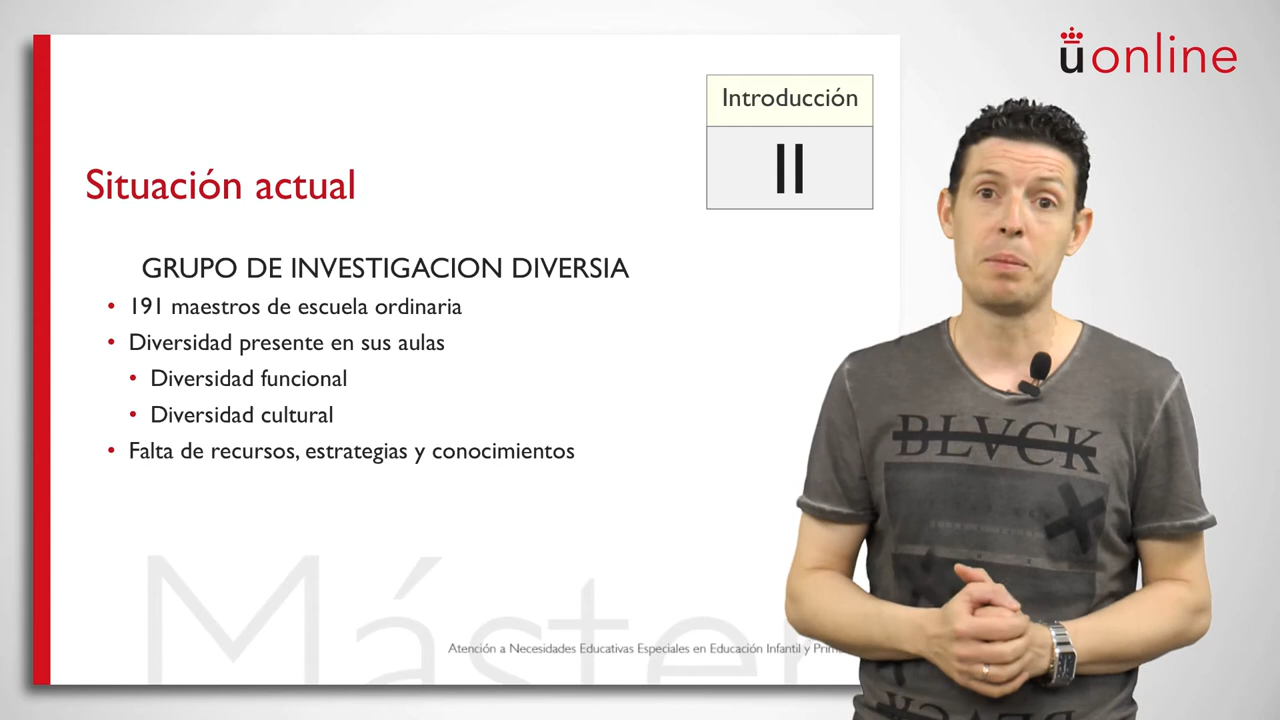 uonline
Introducción
II
Situación actual
GRUPO DE INVESTIGACION DIVERSIA
• 191 maestros de escuela ordinaria
• Diversidad presente en sus aulas
• Diversidad funcional
• Diversidad cultural
• Falta de recursos, estrategias y conocimientos
BLVCK
Máster
Atención a Necesidades Educativas Especiales en Educación Infantil y